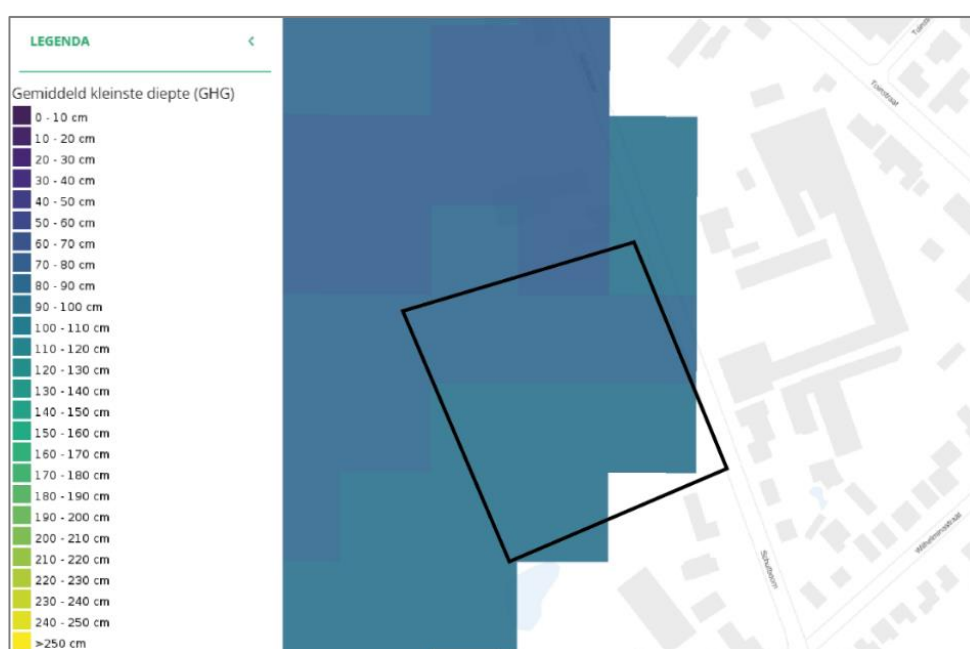 LEGENDA
Gemiddeld kleinste diepte (GHG)
0 - 10 cm
10 - 20 cm
20 - 30 cm
30 - 40 cm
40 - 50 cm
50 - 60 cm
60 - 70 cm
70 - 80 cm
80 - 90 cm
90 - 100 cm
100 - 110 cm
110 - 120 cm
120 - 130 cm
130 - 140 cm
140 - 150 cm
150 - 160 cm
160 - 170 cm
170 - 180 cm
180 - 190 cm
190 - 200 cm
200 - 210 cm
210 - 220 cm
220 - 230 cm
230 - 240 cm
240 - 250 cm
>250 cm
Wilhelminastraat